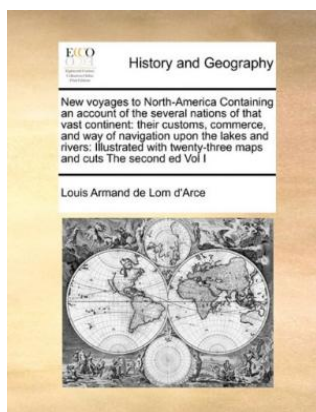 ECCO
History and Geography
New voyages to North-America Containing
an account of the several nations of that
vast continent: their customs, commerce,
and way of navigation upon the lakes and
rivers: Illustrated with twenty-three maps
and cuts The second ed Vol I
Louis Armand de Lom d'Arce